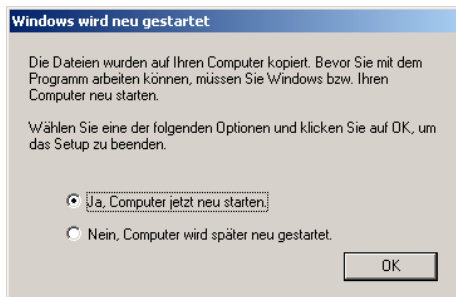 Windows wird neu gestartet
Die Dateien wurden auf Ihren Computer kopiert. Bevor Sie mit dem
Programm arbeiten können, müssen Sie Windows bzw. Ihren
Computer neu starten.
Wählen Sie eine der folgenden Optionen und klicken Sie auf OK, um
das Setup zu beenden.
Ja, Computer jetzt neu starten.
Nein, Computer wird später neu gestartet.
OK